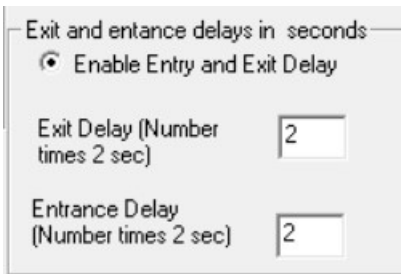 Exit and entance delays in seconds
Enable Entry and Exit Delay
Exit Delay (Number
times 2 sec)
2
Entrance Delay
(Number times 2 sec)
2